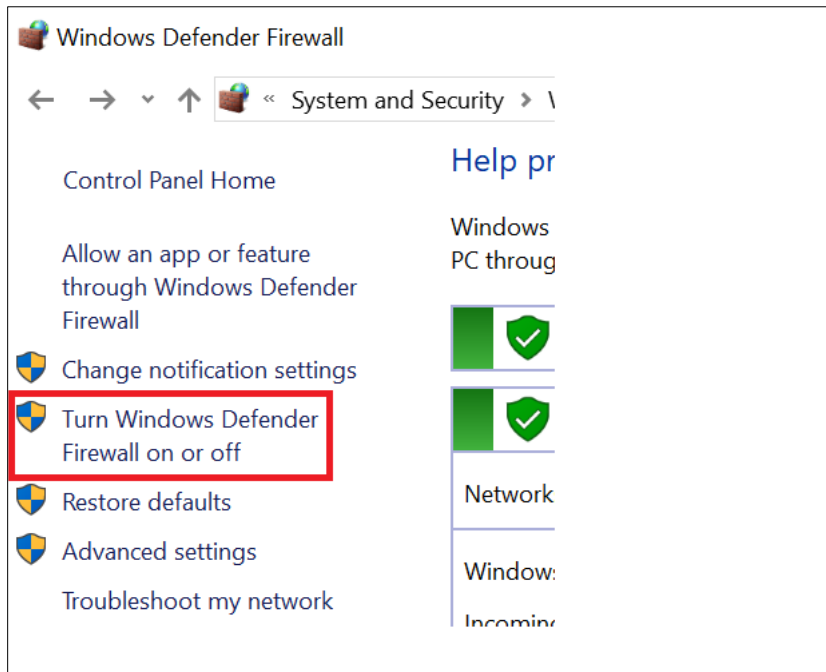 Windows Defender Firewall
« System and Security >
Control Panel Home
Help pr
Allow an app or feature
through Windows Defender
Firewall
Windows
PC throug
Change notification settings
Turn Windows Defender
Firewall on or off
Restore defaults
Network
Advanced settings
Window
Troubleshoot my network
Incoming